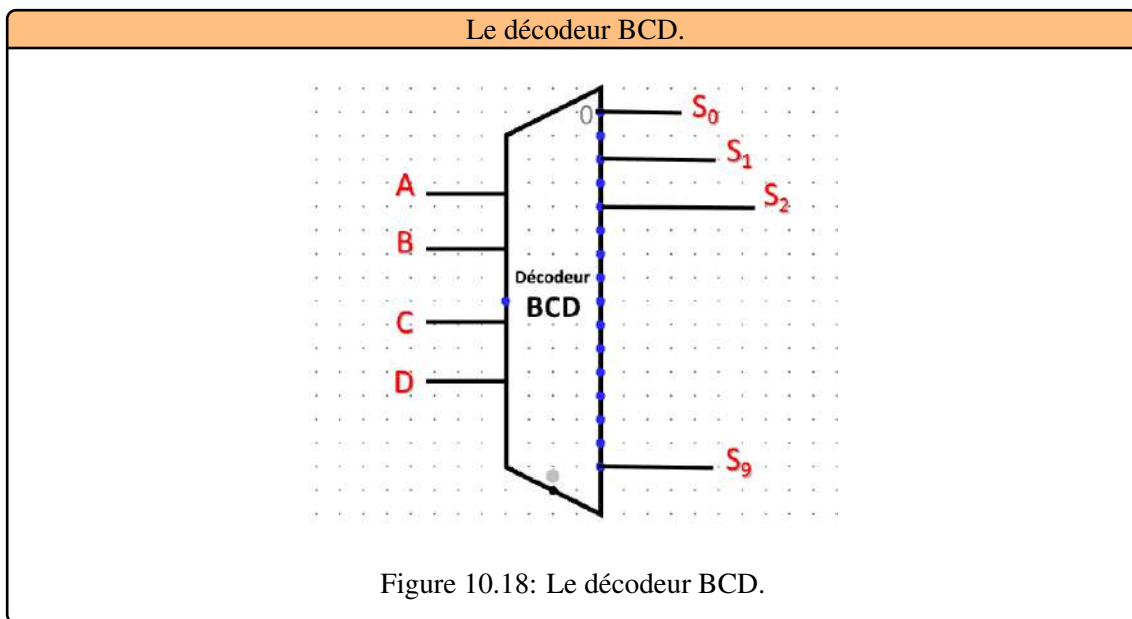 Le décodeur BCD.
0
S0
S1
A
S2
B
Décodeur
BCD
C
D
S9
Figure 10.18: Le décodeur BCD.